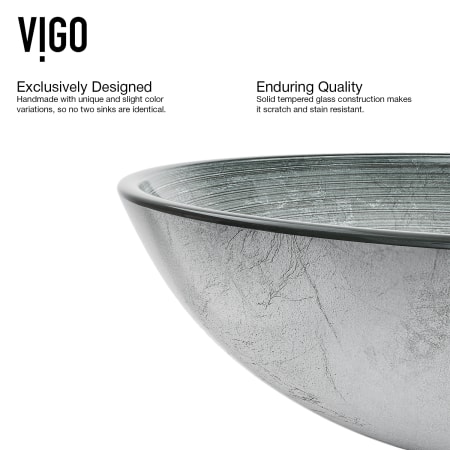 VIGO
Exclusively Designed
Handmade with unique and slight color
variations, so no two sinks are identical.
Enduring Quality
Solid tempered glass construction makes
it scratch and stain resistant.